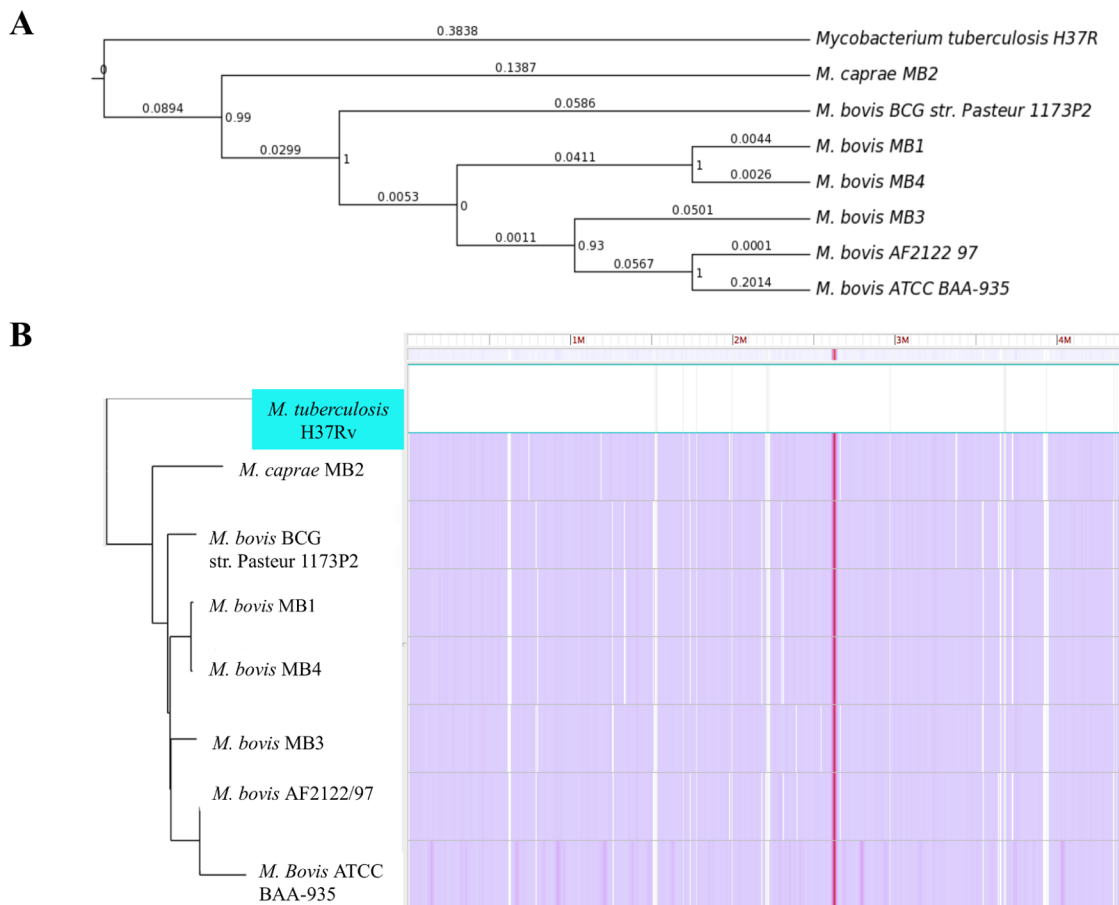 A
0
0.3838
Mycobacterium tuberculosis H37R
0.0894
0.99
0.1387
M. caprae MB2
0.0299
1
0.0586
M. bovis BCG str. Pasteur 1173P2
0.0053
0
0.0411
1
0.0044
M. bovis MB1
0.0026
M. bovis MB4
0.0011
0.93
0.0501
M. bovis MB3
0.0567
1
0.0001
M. bovis AF2122 97
0.2014
M. bovis ATCC BAA-935
B
1M
2M
3M
4M
M. tuberculosis
H37Rv
M. caprae MB2
M. bovis BCG
str. Pasteur 1173P2
M. bovis MB1
M. bovis MB4
M. bovis MB3
M. bovis AF2122/97
M. Bovis ATCC
BAA-935